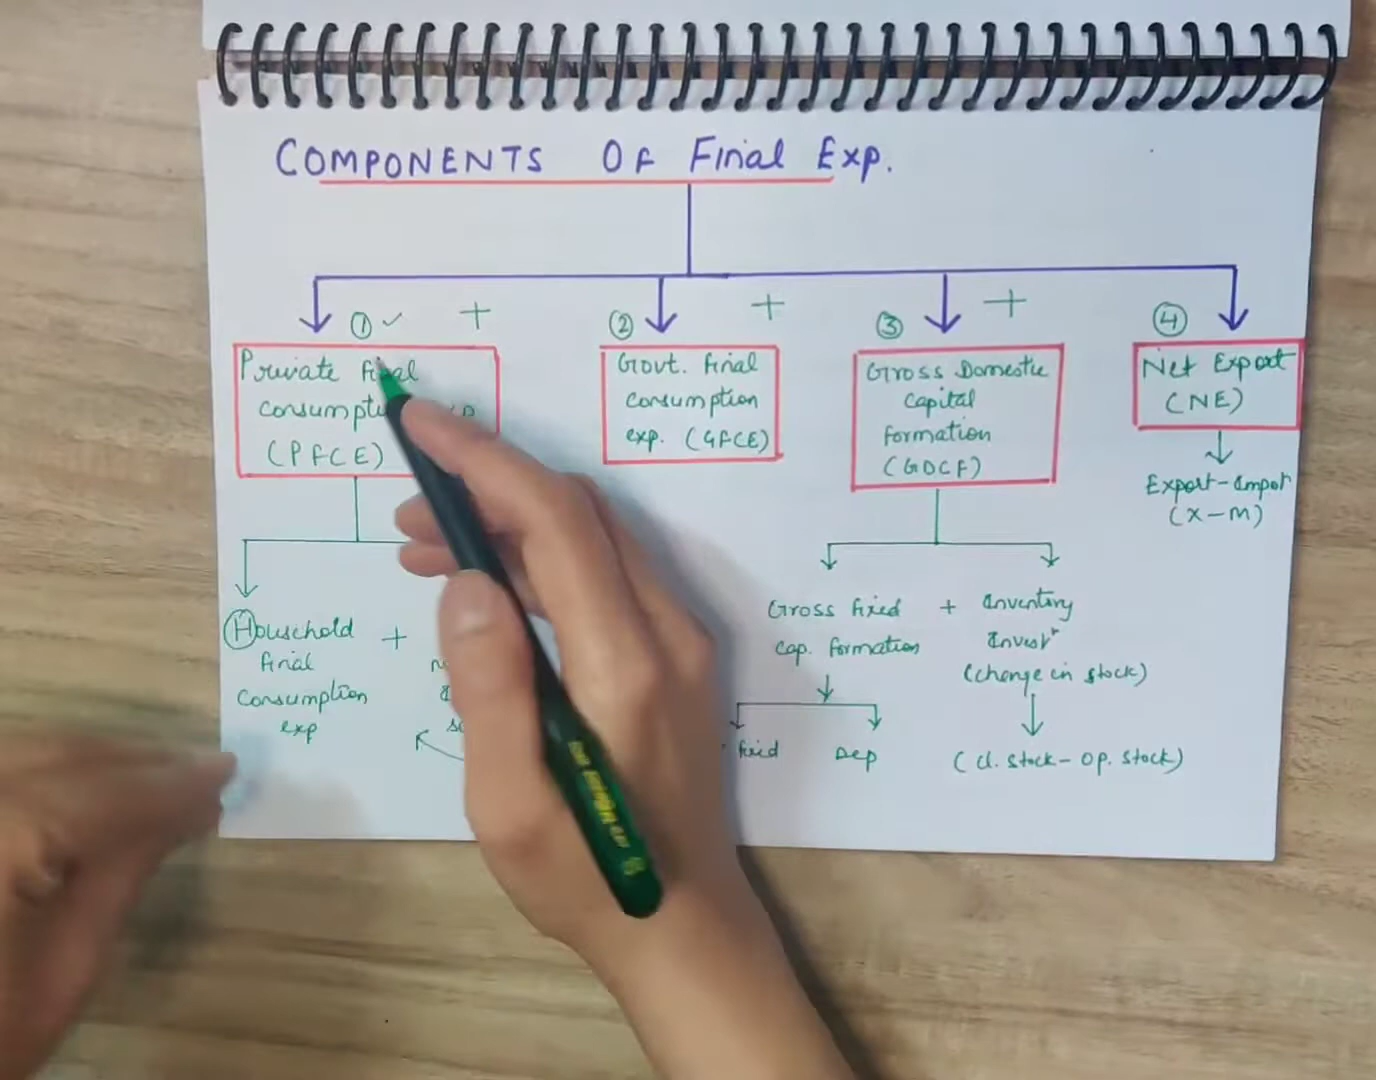 COMPONENTS OF Final Exp.
① ✓ + ② + ③ + ④
Private final
(PFCE)
Govt. final
consumption
exp. (GFCE)
Gross Domestic
Capital
formation
(GDCF)
Net Export
(NE)
Export-Import
(X-M)
Household
final
consumption
exp
+
Gross fixed
cap. formation
+
Inventory
Invest
(change in stock)
fixed
Dep
(Cl. stock - Op. stock)